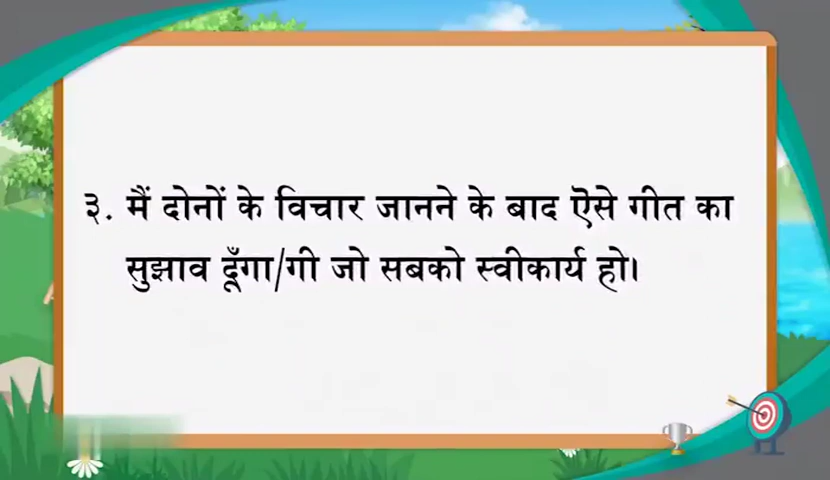 ३. मैं दोनों के विचार जानने के बाद ऐसे गीत का
सुझाव दूँगा/गी जो सबको स्वीकार्य हो।